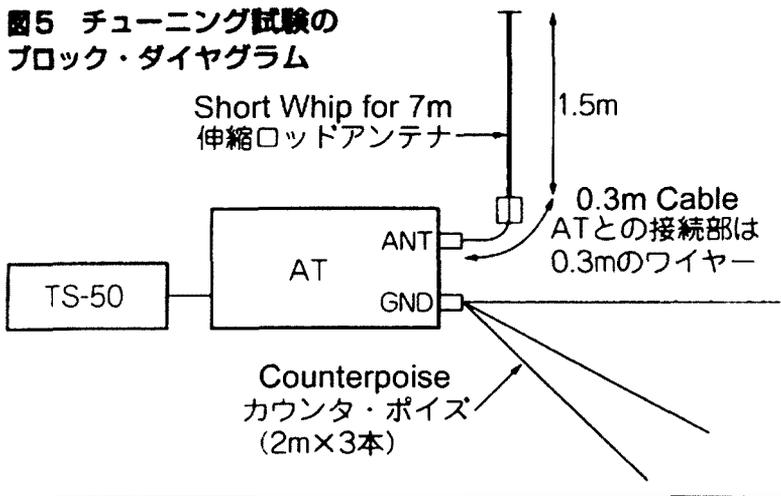 図5 チューニング試験の
ブロック・ダイヤグラム
Short Whip for 7m
伸縮ロッドアンテナ
1.5m
0.3m Cable
ATとの接続部は
0.3mのワイヤー
ANT
AT
TS-50
GND
Counterpoise
カウンタ・ポイズ
(2m×3本)